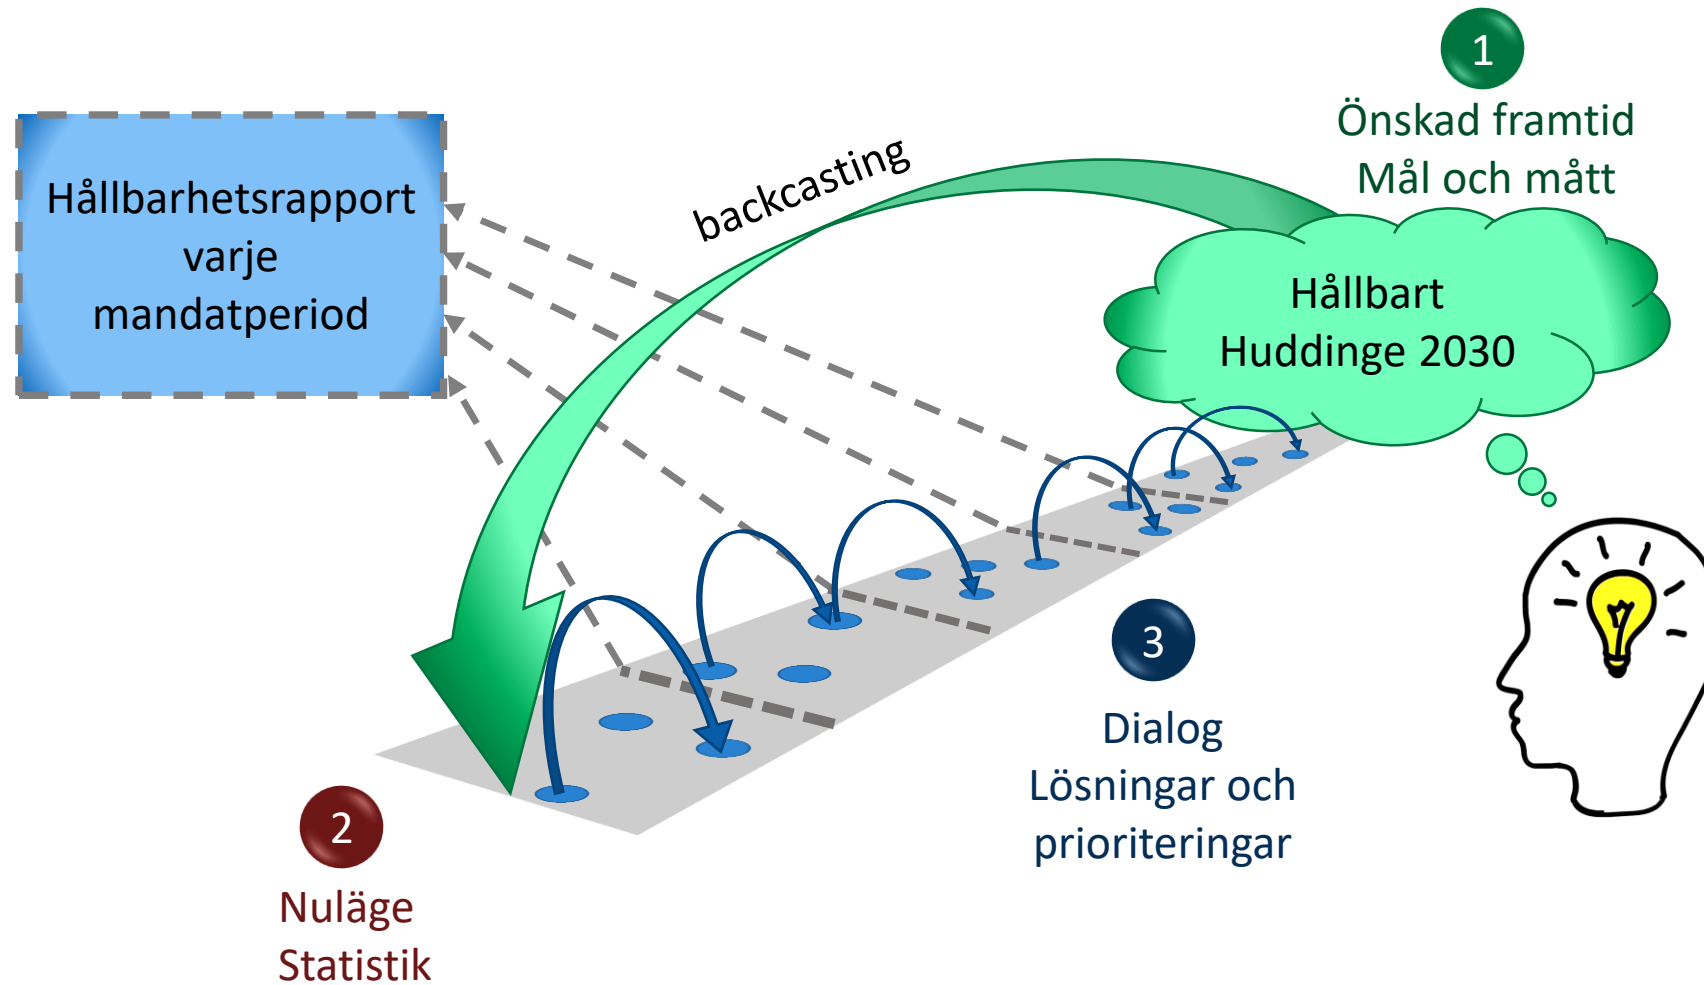 1
Önskad framtid
Mål och mått
Hållbarhetsrapport
varje
mandatperiod
backcasting
Hållbart
Huddinge 2030
3
Dialog
Lösningar och
prioriteringar
2
Nuläge
Statistik